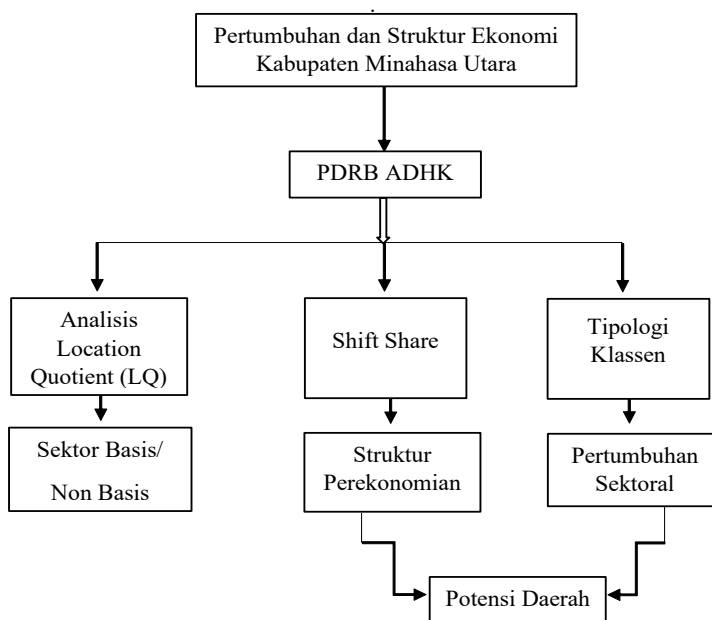 Pertumbuhan dan Struktur Ekonomi
Kabupaten Minahasa Utara
PDRB ADHK
Analisis
Location
Quotient (LQ)
Shift Share
Tipologi
Klassen
Sektor Basis/
Non Basis
Struktur
Perekonomian
Pertumbuhan
Sektoral
Potensi Daerah